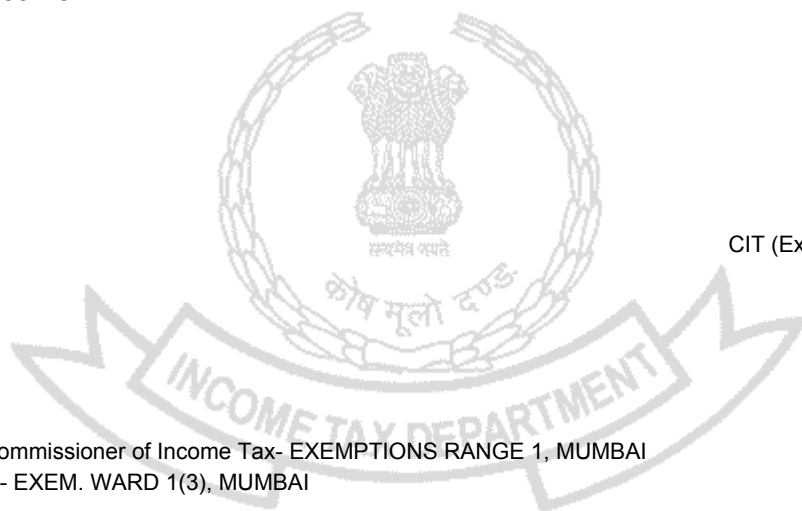 सत्यमेव जयते
CIT (Ex
कोष मूलो दण्डः
INCOME TAX DEPARTMENT
ommissioner of Income Tax- EXEMPTIONS RANGE 1, MUMBAI
- EXEM. WARD 1(3), MUMBAI